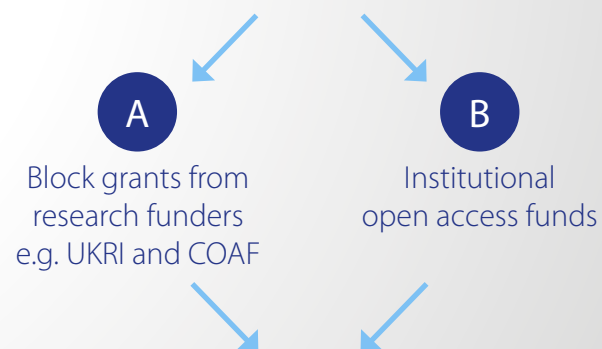 A
Block grants from
research funders
e.g. UKRI and COAF
B
Institutional
open access funds